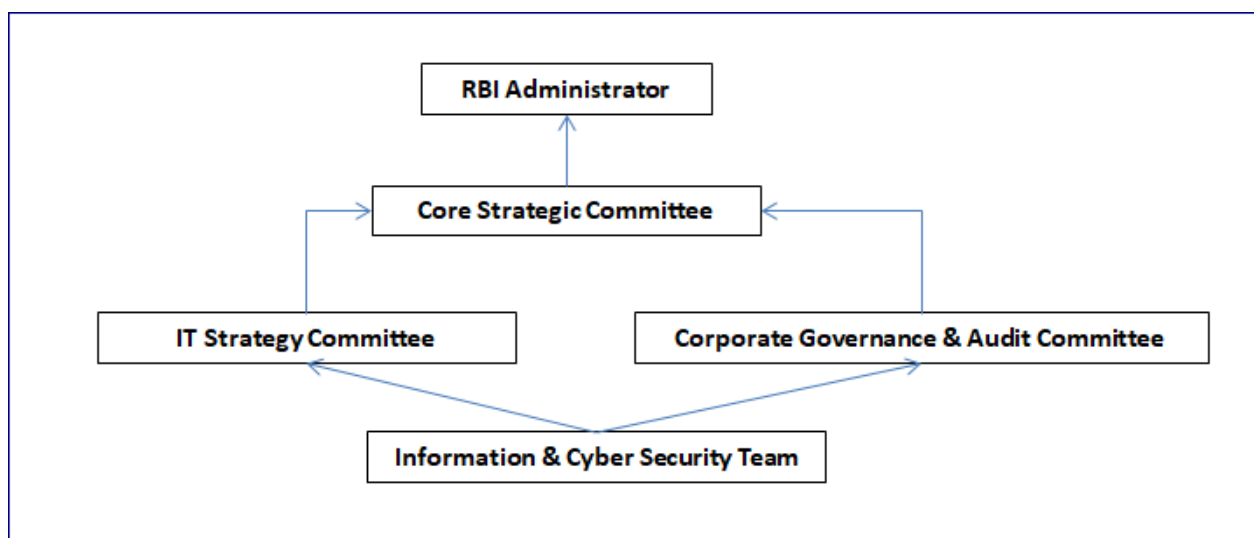 RBI Administrator
Core Strategic Committee
IT Strategy Committee
Corporate Governance & Audit Committee
Information & Cyber Security Team